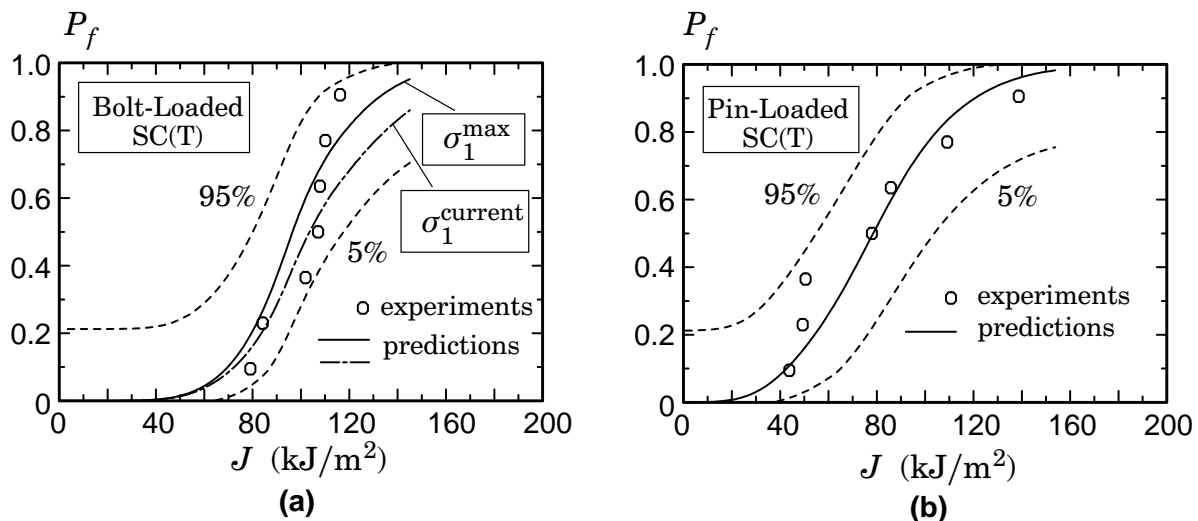 P_f
1.0
0.8
0.6
0.4
0.2
0
Bolt-Loaded
SC(T)
95%
5%
σ₁^max
σ₁^current
experiments
predictions
0 40 80 120 160 200
J (kJ/m²)
(a)
P_f
1.0
0.8
0.6
0.4
0.2
0
Pin-Loaded
SC(T)
95%
5%
experiments
predictions
0 40 80 120 160 200
J (kJ/m²)
(b)